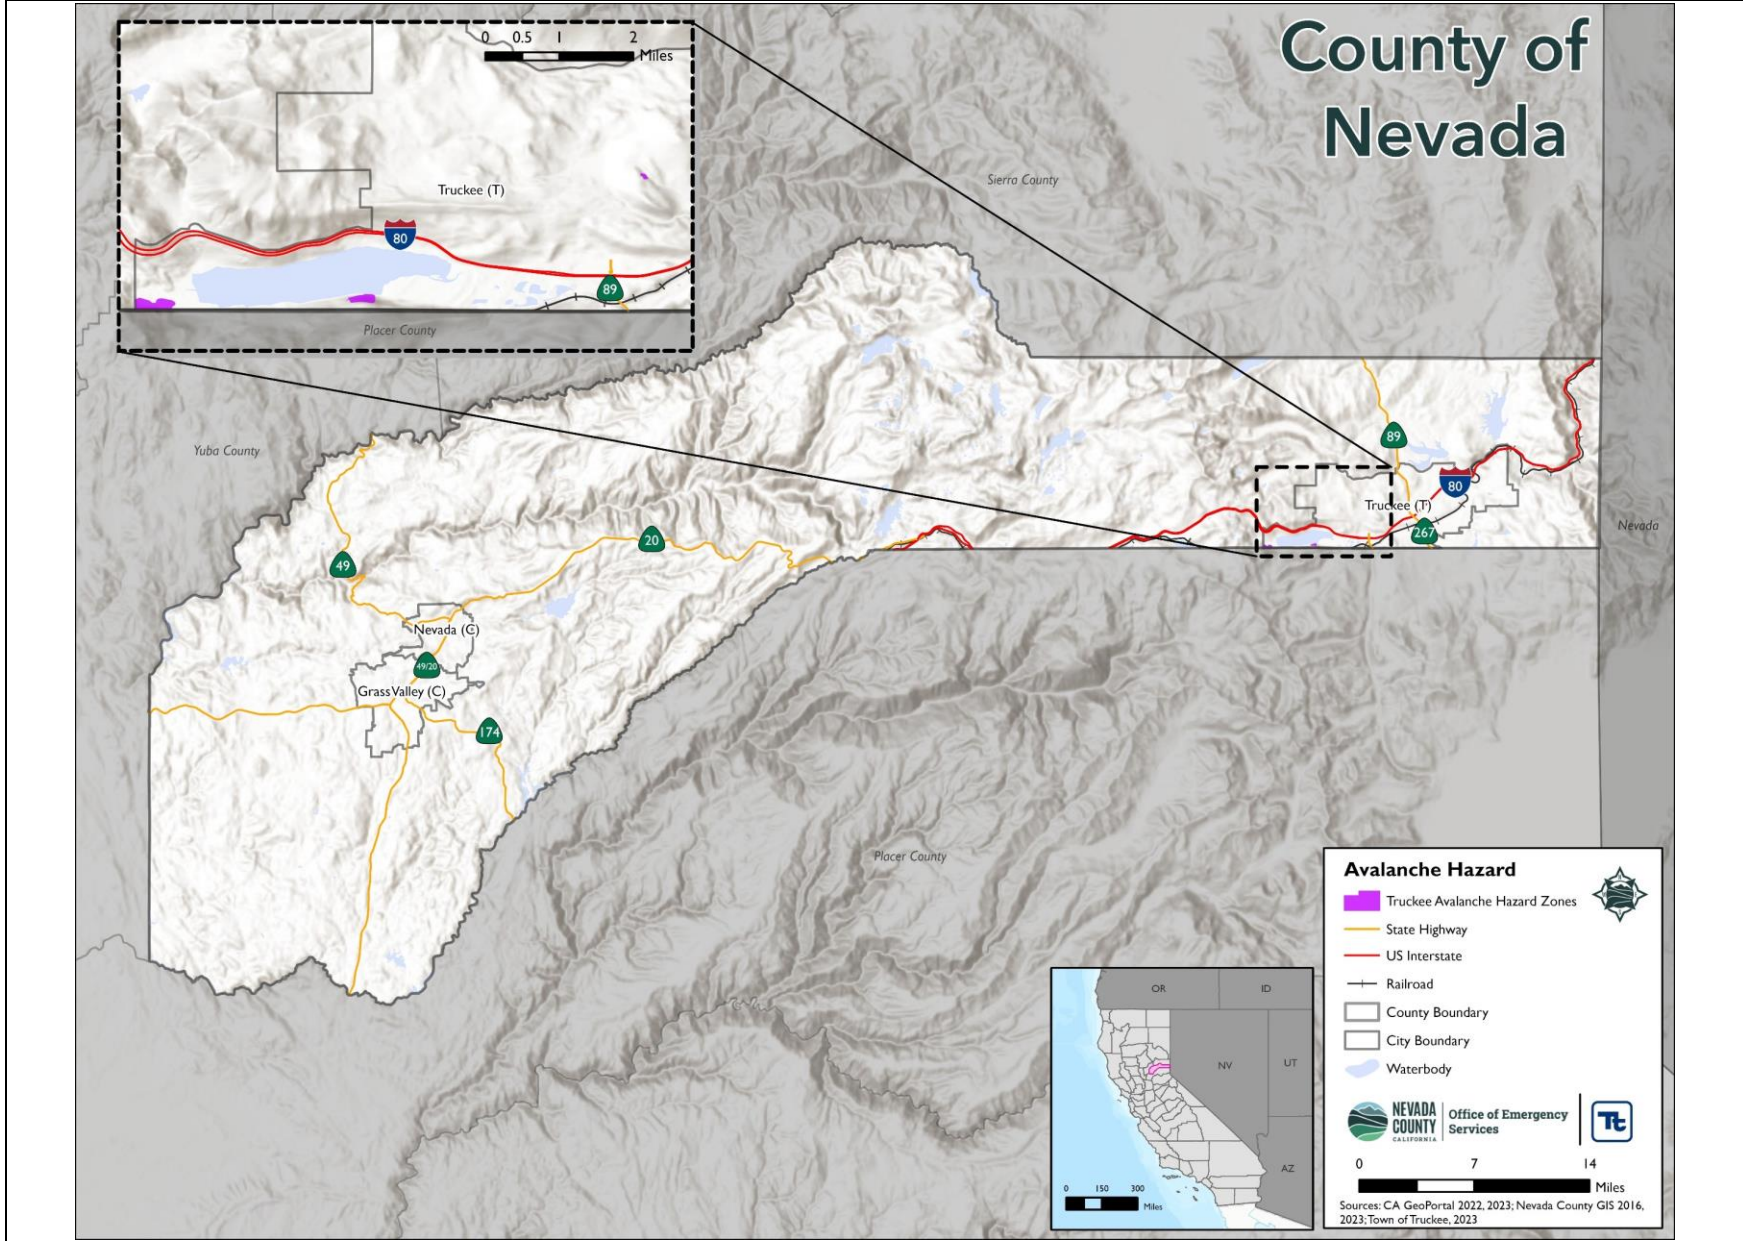 County of
Nevada
0 0.5 1 2
Miles
Truckee (T)
80
89
Placer County
Sierra County
Yuba County
89
80
Truckee (T)
267
Nevada
20
49
Nevada (C)
49/20
Grass Valley (C)
174
Placer County
Avalanche Hazard
Truckee Avalanche Hazard Zones
State Highway
US Interstate
Railroad
County Boundary
City Boundary
Waterbody
NEVADA
COUNTY
CALIFORNIA
Office of Emergency
Services
Tt
0 7 14
Miles
Sources: CA GeoPortal 2022, 2023; Nevada County GIS 2016,
2023; Town of Truckee, 2023
OR
ID
NV
UT
AZ
0 150 300
Miles